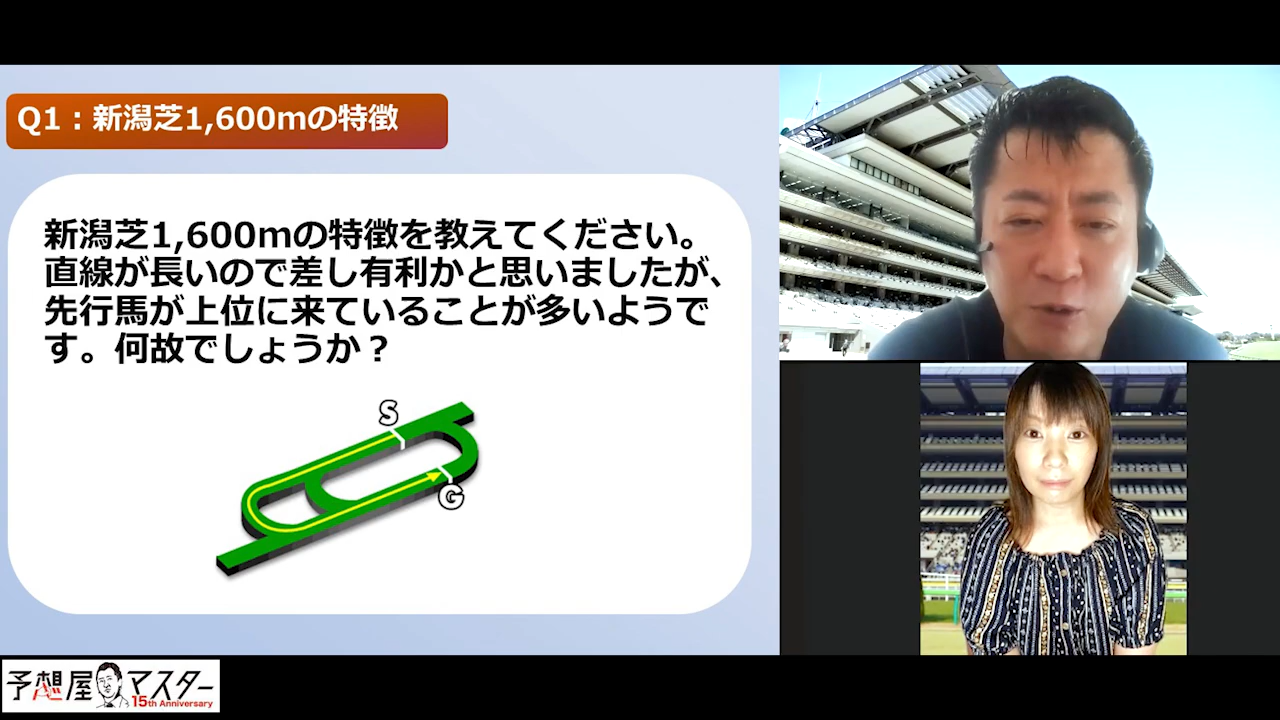 Q1：新潟芝1,600mの特徴
新潟芝1,600mの特徴を教えてください。
直線が長いので差し有利かと思いましたが、
先行馬が上位に来ていることが多いようで
す。何故でしょうか？
S
G
予想屋マスター
15th Anniversary